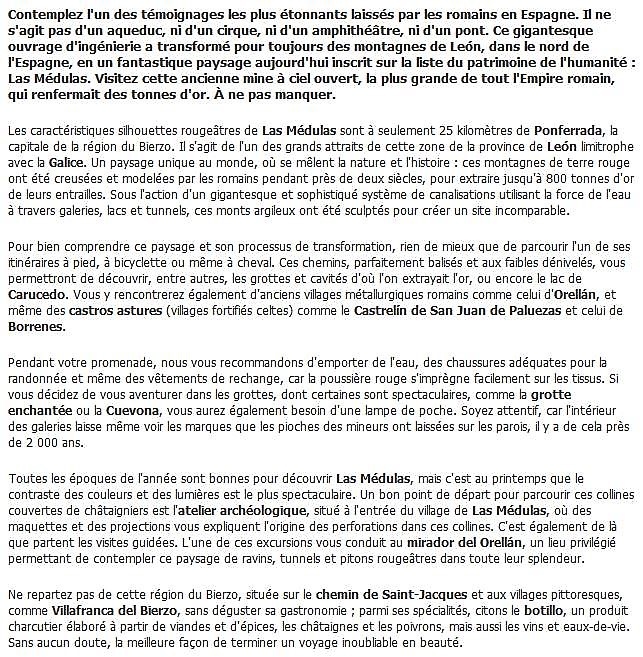 Contemplez l'un des témoignages les plus étonnants laissés par les romains en Espagne. Il ne
s'agit pas d'un aqueduc, ni d'un cirque, ni d'un amphithéâtre, ni d'un pont. Ce gigantesque
ouvrage d'ingénierie a transformé pour toujours des montagnes de León, dans le nord de
l'Espagne, en un fantastique paysage aujourd'hui inscrit sur la liste du patrimoine de l'humanité :
Las Médulas. Visitez cette ancienne mine à ciel ouvert, la plus grande de tout l'Empire romain,
qui renfermait des tonnes d'or. À ne pas manquer.

Les caractéristiques silhouettes rougeâtres de Las Médulas sont à seulement 25 kilomètres de Ponferrada, la
capitale de la région du Bierzo. Il s'agit de l'un des grands attraits de cette zone de la province de León limitrophe
avec la Galice. Un paysage unique au monde, où se mêlent la nature et l'histoire : ces montagnes de terre rouge
ont été creusées et modelées par les romains pendant près de deux siècles, pour extraire jusqu'à 800 tonnes d'or
de leurs entrailles. Sous l'action d'un gigantesque et sophistiqué système de canalisations utilisant la force de l'eau
à travers galeries, lacs et tunnels, ces monts argileux ont été sculptés pour créer un site incomparable.

Pour bien comprendre ce paysage et son processus de transformation, rien de mieux que de parcourir l'un de ses
itinéraires à pied, à bicyclette ou même à cheval. Ces chemins, parfaitement balisés et aux faibles dénivelés, vous
permettront de découvrir, entre autres, les grottes et cavités d'où l'on extrayait l'or, ou encore le lac de
Carucedo. Vous y rencontrerez également d'anciens villages métallurgiques romains comme celui d'Orellán, et
même des castros astures (villages fortifiés celtes) comme le Castrelín de San Juan de Paluezas et celui de
Borrenes.

Pendant votre promenade, nous vous recommandons d'emporter de l'eau, des chaussures adéquates pour la
randonnée et même des vêtements de rechange, car la poussière rouge s'imprègne facilement sur les tissus. Si
vous décidez de vous aventurer dans les grottes, dont certaines sont spectaculaires, comme la grotte
enchantée ou la Cuevona, vous aurez également besoin d'une lampe de poche. Soyez attentif, car l'intérieur
des galeries laisse même voir les marques que les pioches des mineurs ont laissées sur les parois, il y a de cela près
de 2 000 ans.

Toutes les époques de l'année sont bonnes pour découvrir Las Médulas, mais c'est au printemps que le
contraste des couleurs et des lumières est le plus spectaculaire. Un bon point de départ pour parcourir ces collines
couvertes de châtaigniers est l'atelier archéologique, situé à l'entrée du village de Las Médulas, où des
maquettes et des projections vous expliquent l'origine des perforations dans ces collines. C'est également de là
que partent les visites guidées. L'une de ces excursions vous conduit au mirador del Orellán, un lieu privilégié
permettant de contempler ce paysage de ravins, tunnels et pitons rougeâtres dans toute leur splendeur.

Ne repartez pas de cette région du Bierzo, située sur le chemin de Saint-Jacques et aux villages pittoresques,
comme Villafranca del Bierzo, sans déguster sa gastronomie ; parmi ses spécialités, citons le botillo, un produit
charcutier élaboré à partir de viandes et d'épices, les châtaignes et les poivrons, mais aussi les vins et eaux-de-vie.
Sans aucun doute, la meilleure façon de terminer un voyage inoubliable en beauté.